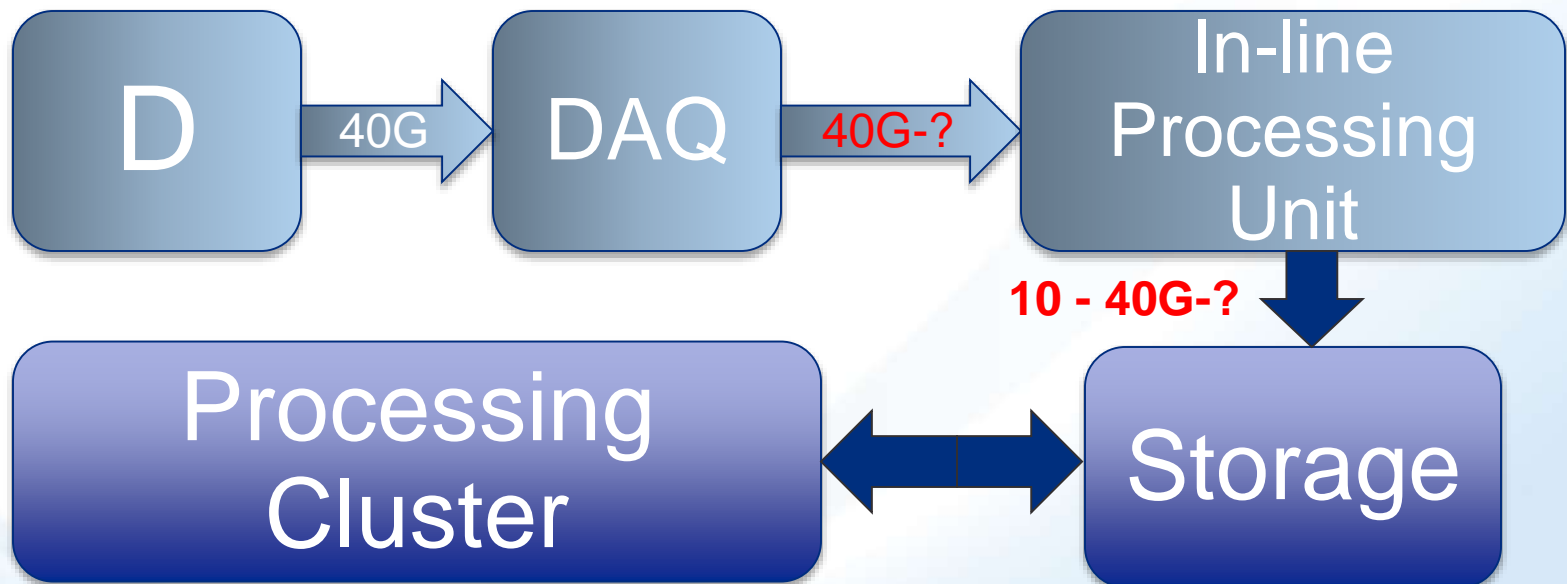 D
40G
DAQ
40G-?
In-line
Processing
Unit
10 - 40G-?
Processing
Cluster
Storage